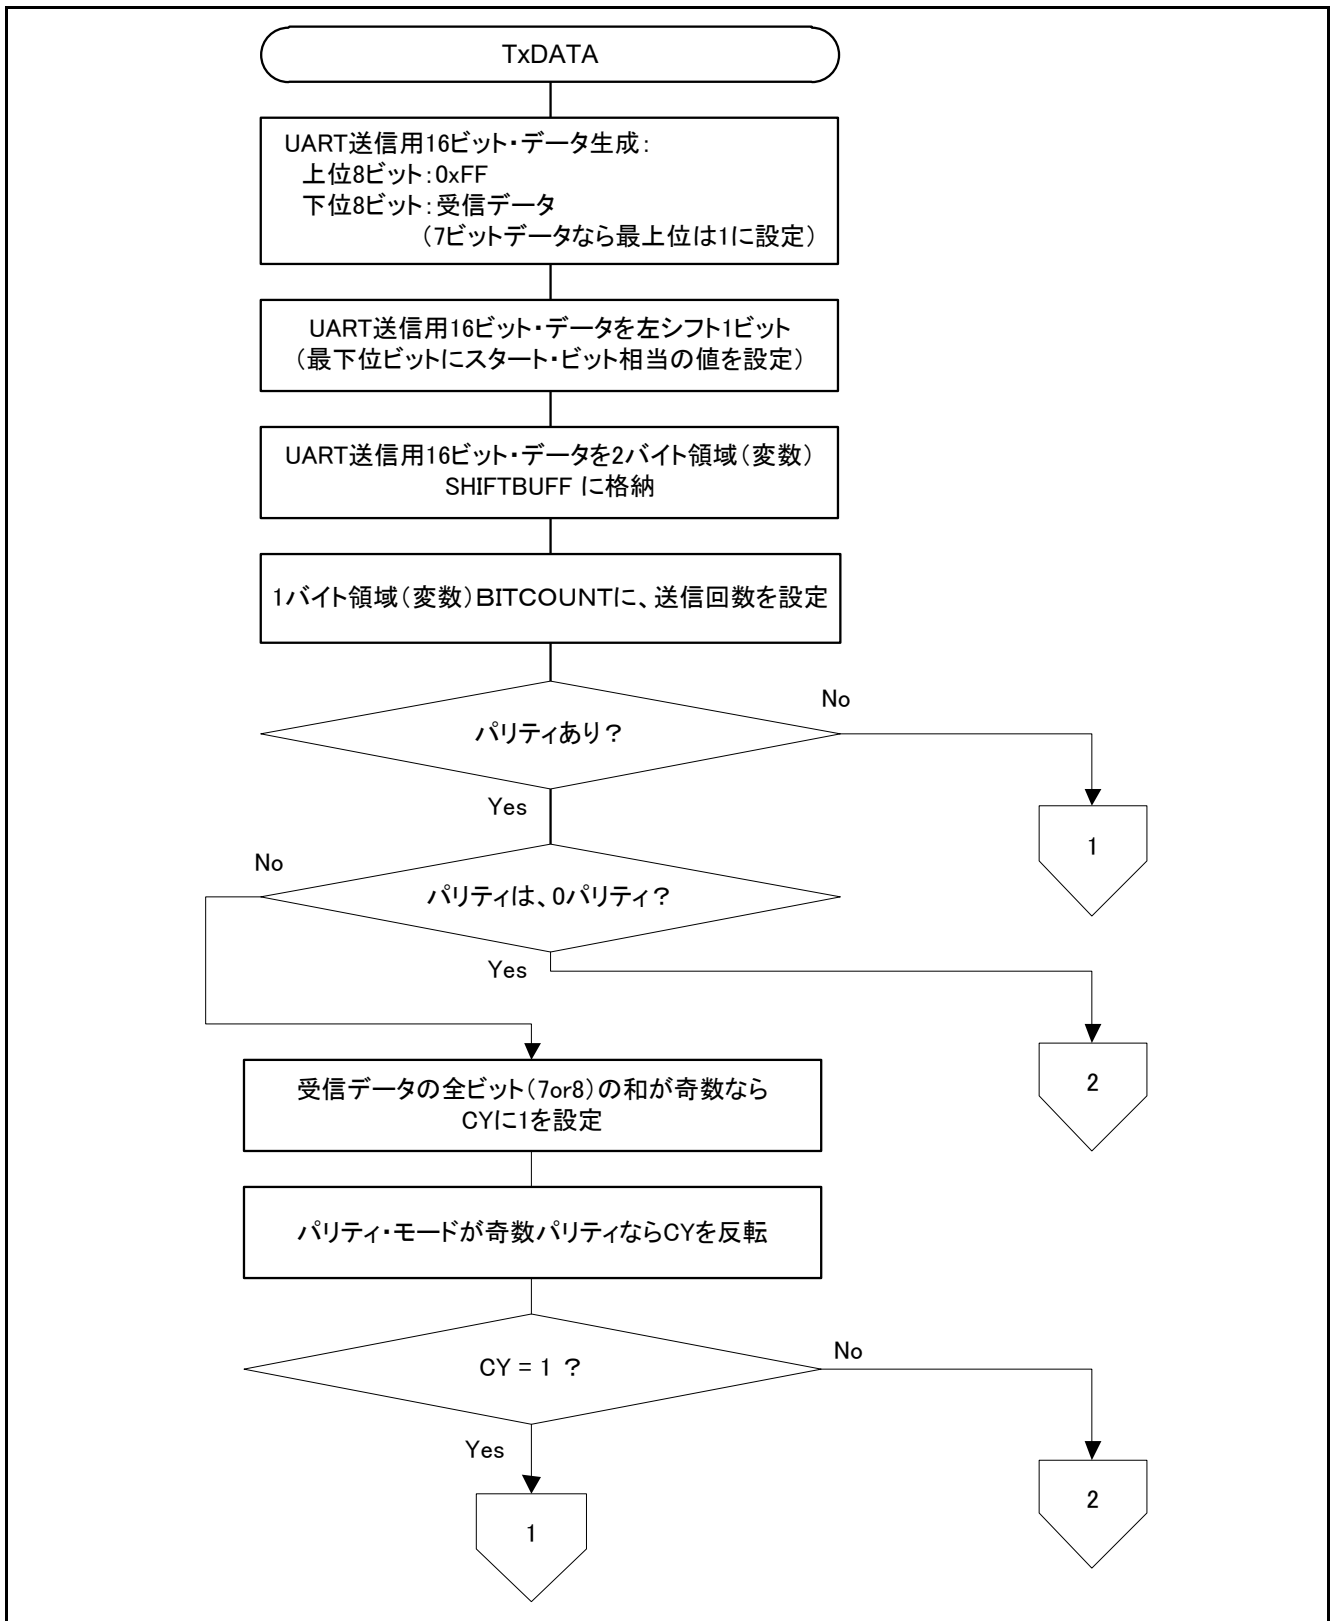 TxDATA
UART送信用16ビット・データ生成：
上位8ビット：0xFF
下位8ビット：受信データ
（7ビットデータなら最上位は1に設定）
UART送信用16ビット・データを左シフト1ビット
（最下位ビットにスタート・ビット相当の値を設定）
UART送信用16ビット・データを2バイト領域（変数）
SHIFTBUFF に格納
1バイト領域（変数）BITCOUNTに、送信回数を設定
No
パリティあり？
Yes
1
No
パリティは、0パリティ？
Yes
2
受信データの全ビット（7or8）の和が奇数なら
CYに1を設定
パリティ・モードが奇数パリティならCYを反転
No
CY = 1 ？
Yes
2
1